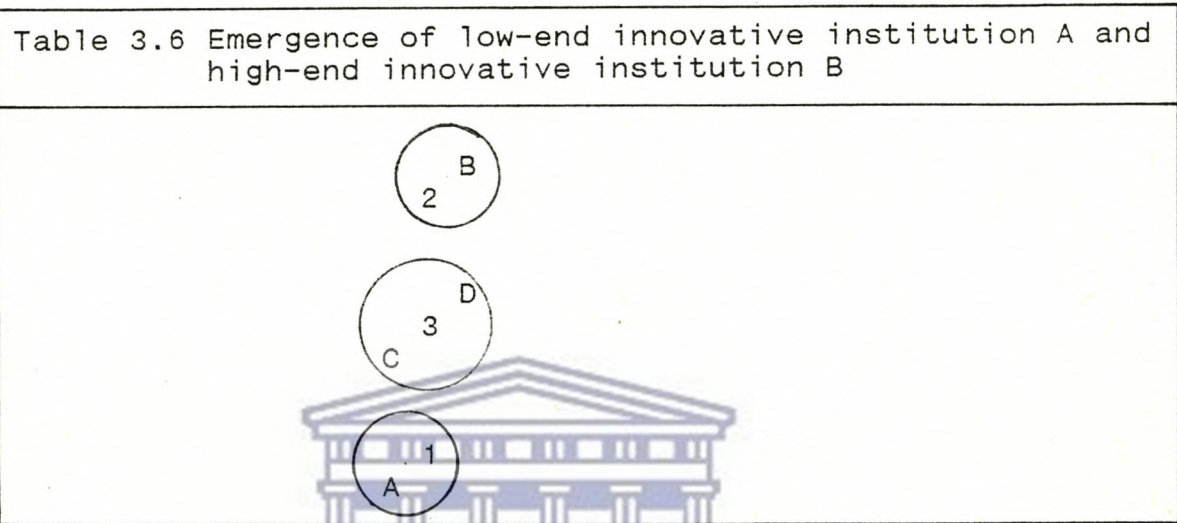 Table 3.6 Emergence of low-end innovative institution A and
high-end innovative institution B
B
2
D
3
C
1
A